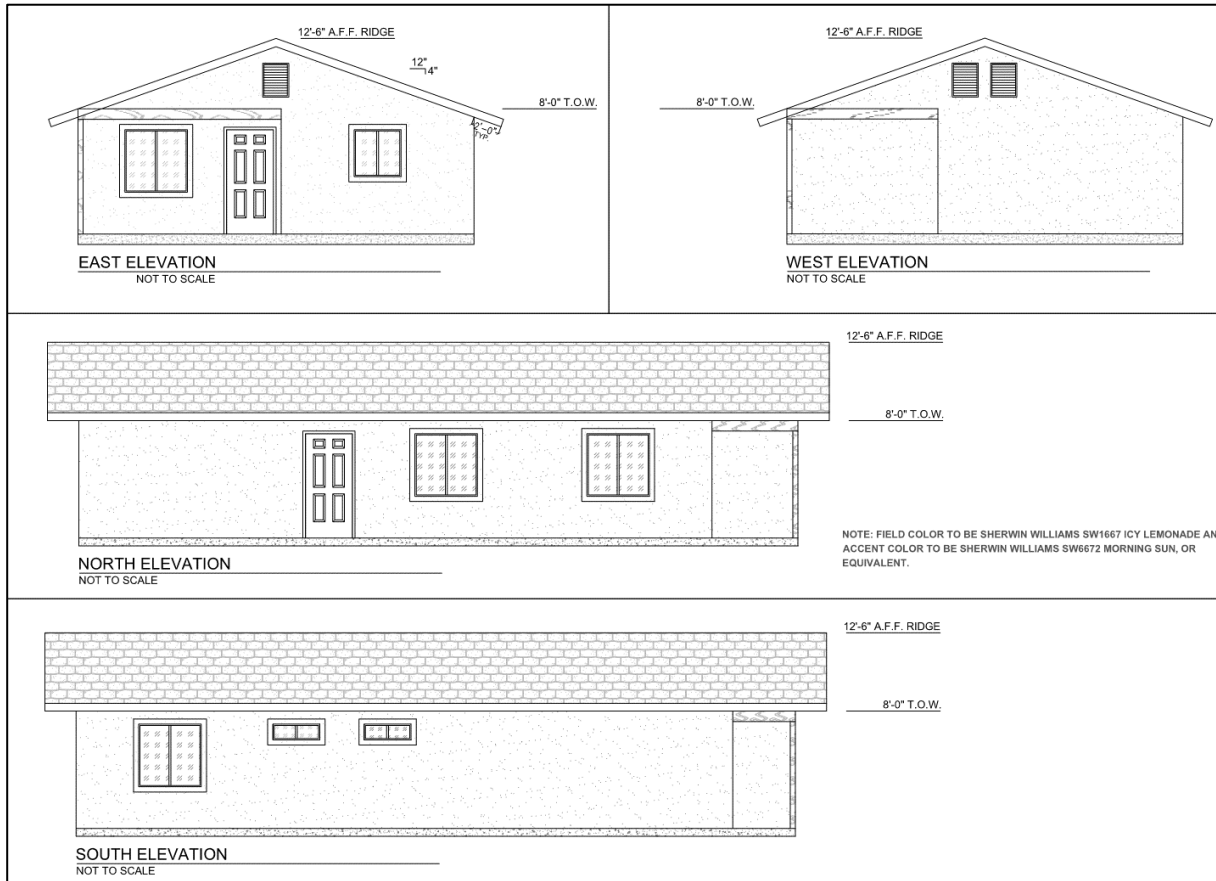 12'-6" A.F.F. RIDGE
12"
4"
8'-0" T.O.W.
2'-0"
TYP.
EAST ELEVATION
NOT TO SCALE
12'-6" A.F.F. RIDGE
8'-0" T.O.W.
WEST ELEVATION
NOT TO SCALE
12'-6" A.F.F. RIDGE
8'-0" T.O.W.
NOTE: FIELD COLOR TO BE SHERWIN WILLIAMS SW1667 ICY LEMONADE AN
ACCENT COLOR TO BE SHERWIN WILLIAMS SW6672 MORNING SUN, OR
EQUIVALENT.
NORTH ELEVATION
NOT TO SCALE
12'-6" A.F.F. RIDGE
8'-0" T.O.W.
SOUTH ELEVATION
NOT TO SCALE